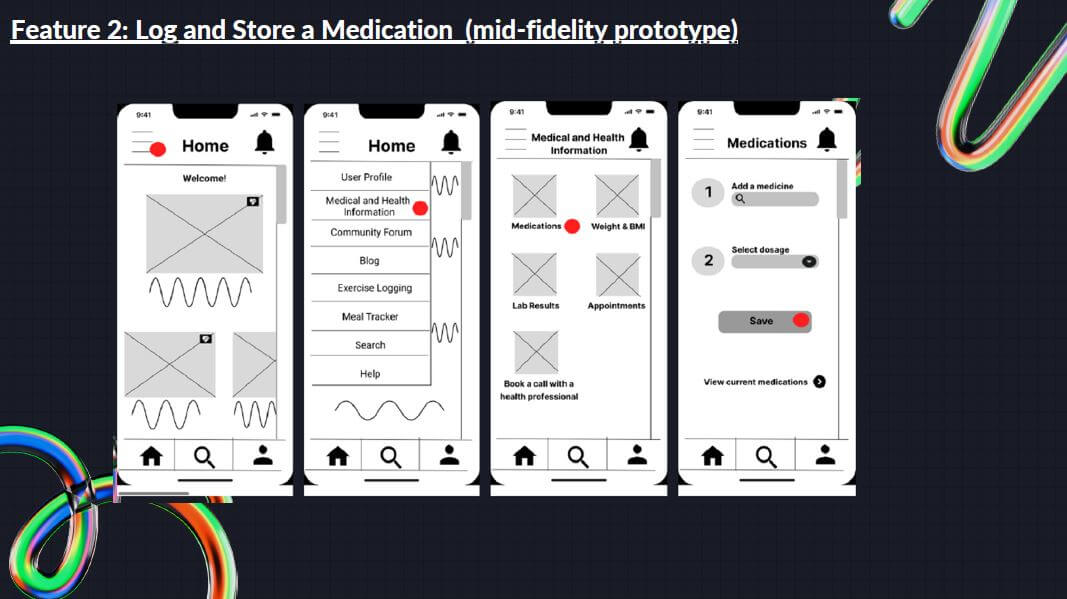 Feature 2: Log and Store a Medication (mid-fidelity prototype)
9:41
Home
Welcome!
9:41
Home
User Profile
Medical and Health
Information
Community Forum
Blog
Exercise Logging
Meal Tracker
Search
Help
9:41
Medical and Health
Information
Medications
Weight & BMI
Lab Results
Appointments
Book a call with a
health professional
9:41
Medications
1
Add a medicine
2
Select dosage
Save
View current medications